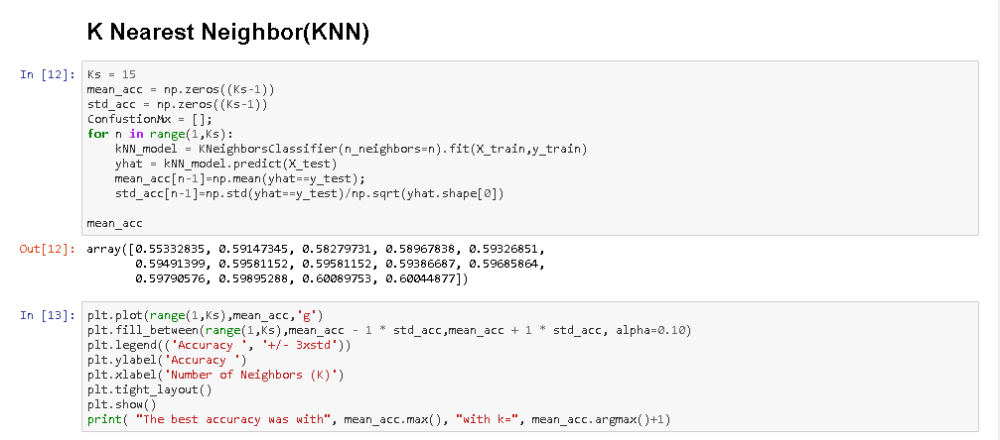 K Nearest Neighbor(KNN)
In [12]: Ks = 15
mean_acc = np.zeros((Ks-1))
std_acc = np.zeros((Ks-1))
ConfustionMx = [];
for n in range(1,Ks):
    kNN_model = KNeighborsClassifier(n_neighbors=n).fit(X_train,y_train)
    yhat = kNN_model.predict(X_test)
    mean_acc[n-1]=np.mean(yhat==y_test);
    std_acc[n-1]=np.std(yhat==y_test)/np.sqrt(yhat.shape[0])
mean_acc
Out[12]: array([0.55332835, 0.59147345, 0.58279731, 0.58967838, 0.59326851,
       0.59491399, 0.59581152, 0.59581152, 0.59386687, 0.59685864,
       0.59790576, 0.59895288, 0.60089753, 0.60044877])
In [13]: plt.plot(range(1,Ks),mean_acc,'g')
plt.fill_between(range(1,Ks),mean_acc - 1 * std_acc,mean_acc + 1 * std_acc, alpha=0.10)
plt.legend(('Accuracy ', '+/- 3xstd'))
plt.ylabel('Accuracy ')
plt.xlabel('Number of Neighbors (K)')
plt.tight_layout()
plt.show()
print( "The best accuracy was with", mean_acc.max(), "with k=", mean_acc.argmax()+1)